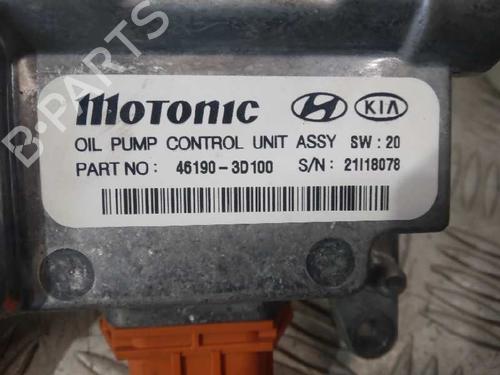 MOTONIC KIA
OIL PUMP CONTROL UNIT ASSY SW : 20
PART NO : 46190-3D100 S/N : 21I18078
B-PARTS